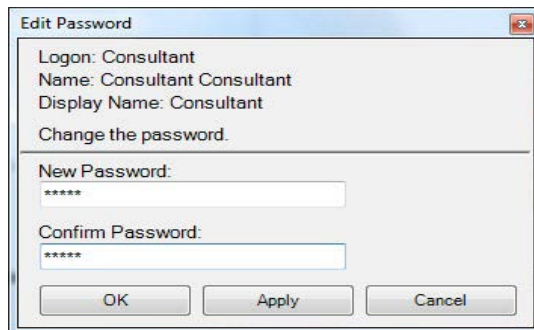 Edit Password
Logon: Consultant
Name: Consultant Consultant
Display Name: Consultant
Change the password.
New Password:
*****
Confirm Password:
*****
OK Apply Cancel